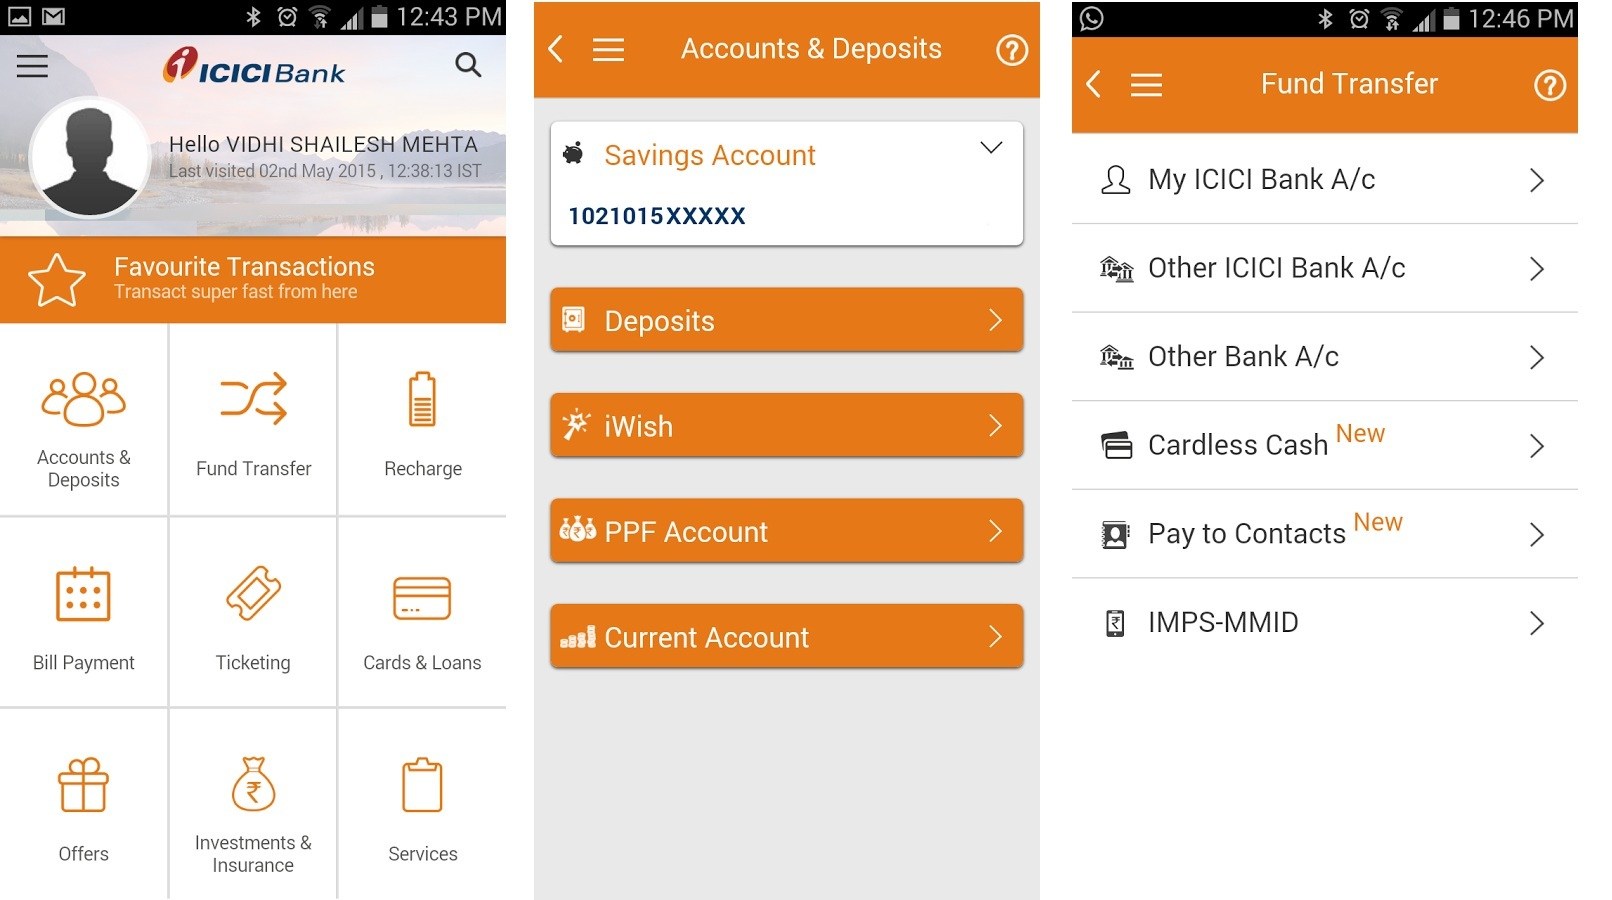 12:43 PM
ICICI Bank
Hello VIDHI SHAILESH MEHTA
Last visited 02nd May 2015 , 12:38:13 IST
Favourite Transactions
Transact super fast from here
Accounts &
Deposits
Fund Transfer
Recharge
Bill Payment
Ticketing
Cards & Loans
Offers
Investments &
Insurance
Services
Accounts & Deposits
Savings Account
1021015XXXXX
Deposits
iWish
PPF Account
Current Account
12:46 PM
Fund Transfer
My ICICI Bank A/c
Other ICICI Bank A/c
Other Bank A/c
Cardless Cash New
Pay to Contacts New
IMPS-MMID